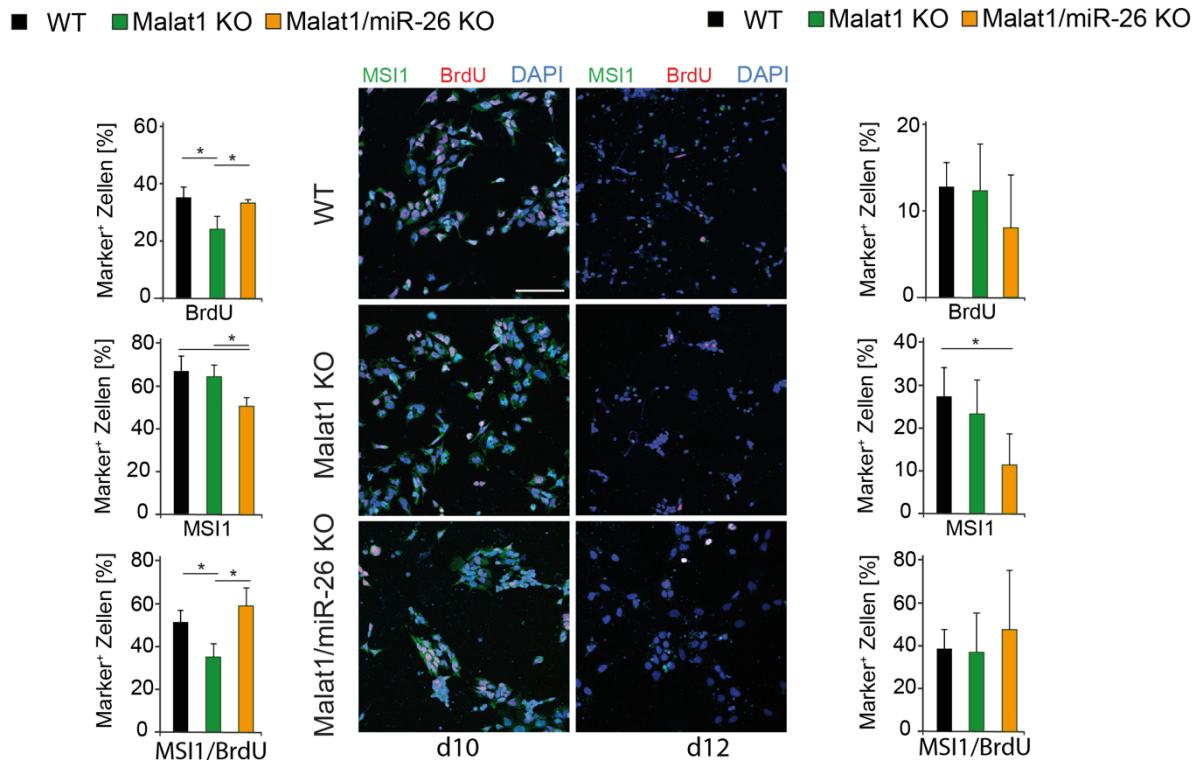 WT Malat1 KO Malat1/miR-26 KO
WT Malat1 KO Malat1/miR-26 KO
MSI1 BrdU DAPI MSI1 BrdU DAPI
Marker⁺ Zellen [%]
60
40
20
0
*
*
BrdU
Marker⁺ Zellen [%]
80
60
40
20
0
*
MSI1
Marker⁺ Zellen [%]
80
60
40
20
0
*
*
MSI1/BrdU
WT
Malat1 KO
Malat1/miR-26 KO
d10
d12
Marker⁺ Zellen [%]
20
10
0
BrdU
Marker⁺ Zellen [%]
40
30
20
10
0
*
MSI1
Marker⁺ Zellen [%]
80
60
40
20
0
MSI1/BrdU